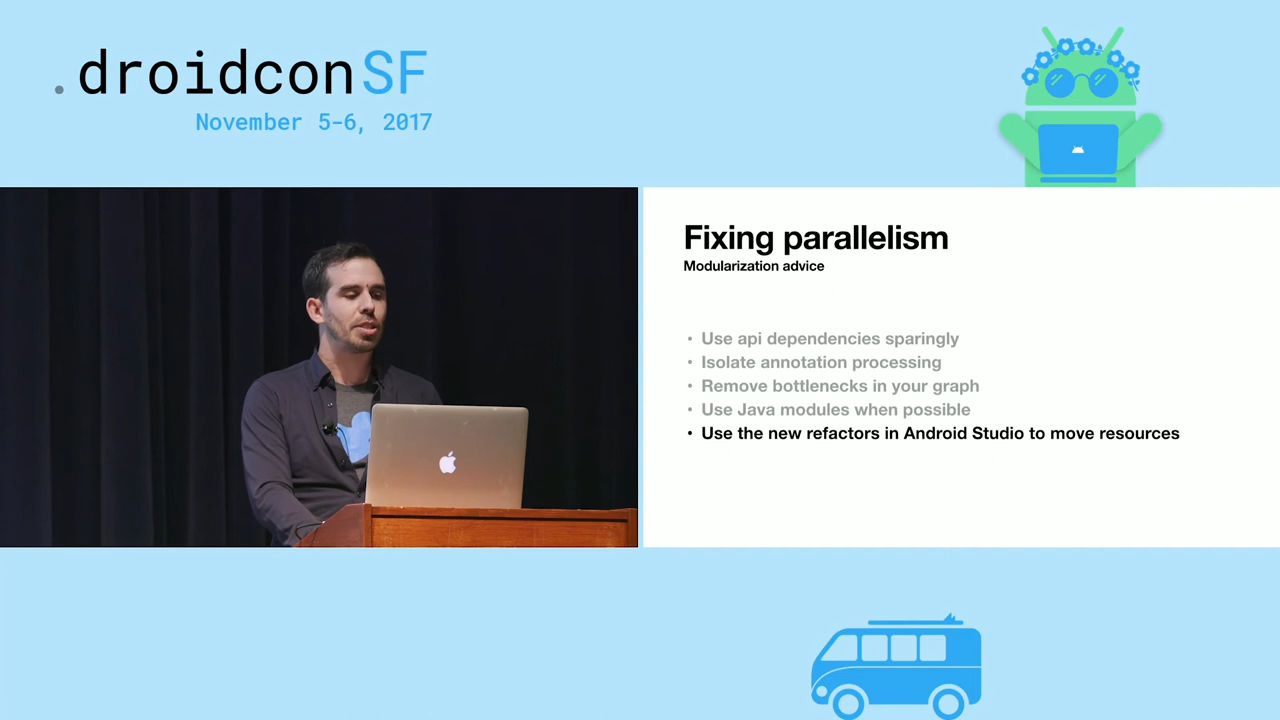 .droidconSF
November 5-6, 2017
Fixing parallelism
Modularization advice
• Use api dependencies sparingly
• Isolate annotation processing
• Remove bottlenecks in your graph
• Use Java modules when possible
• Use the new refactors in Android Studio to move resources